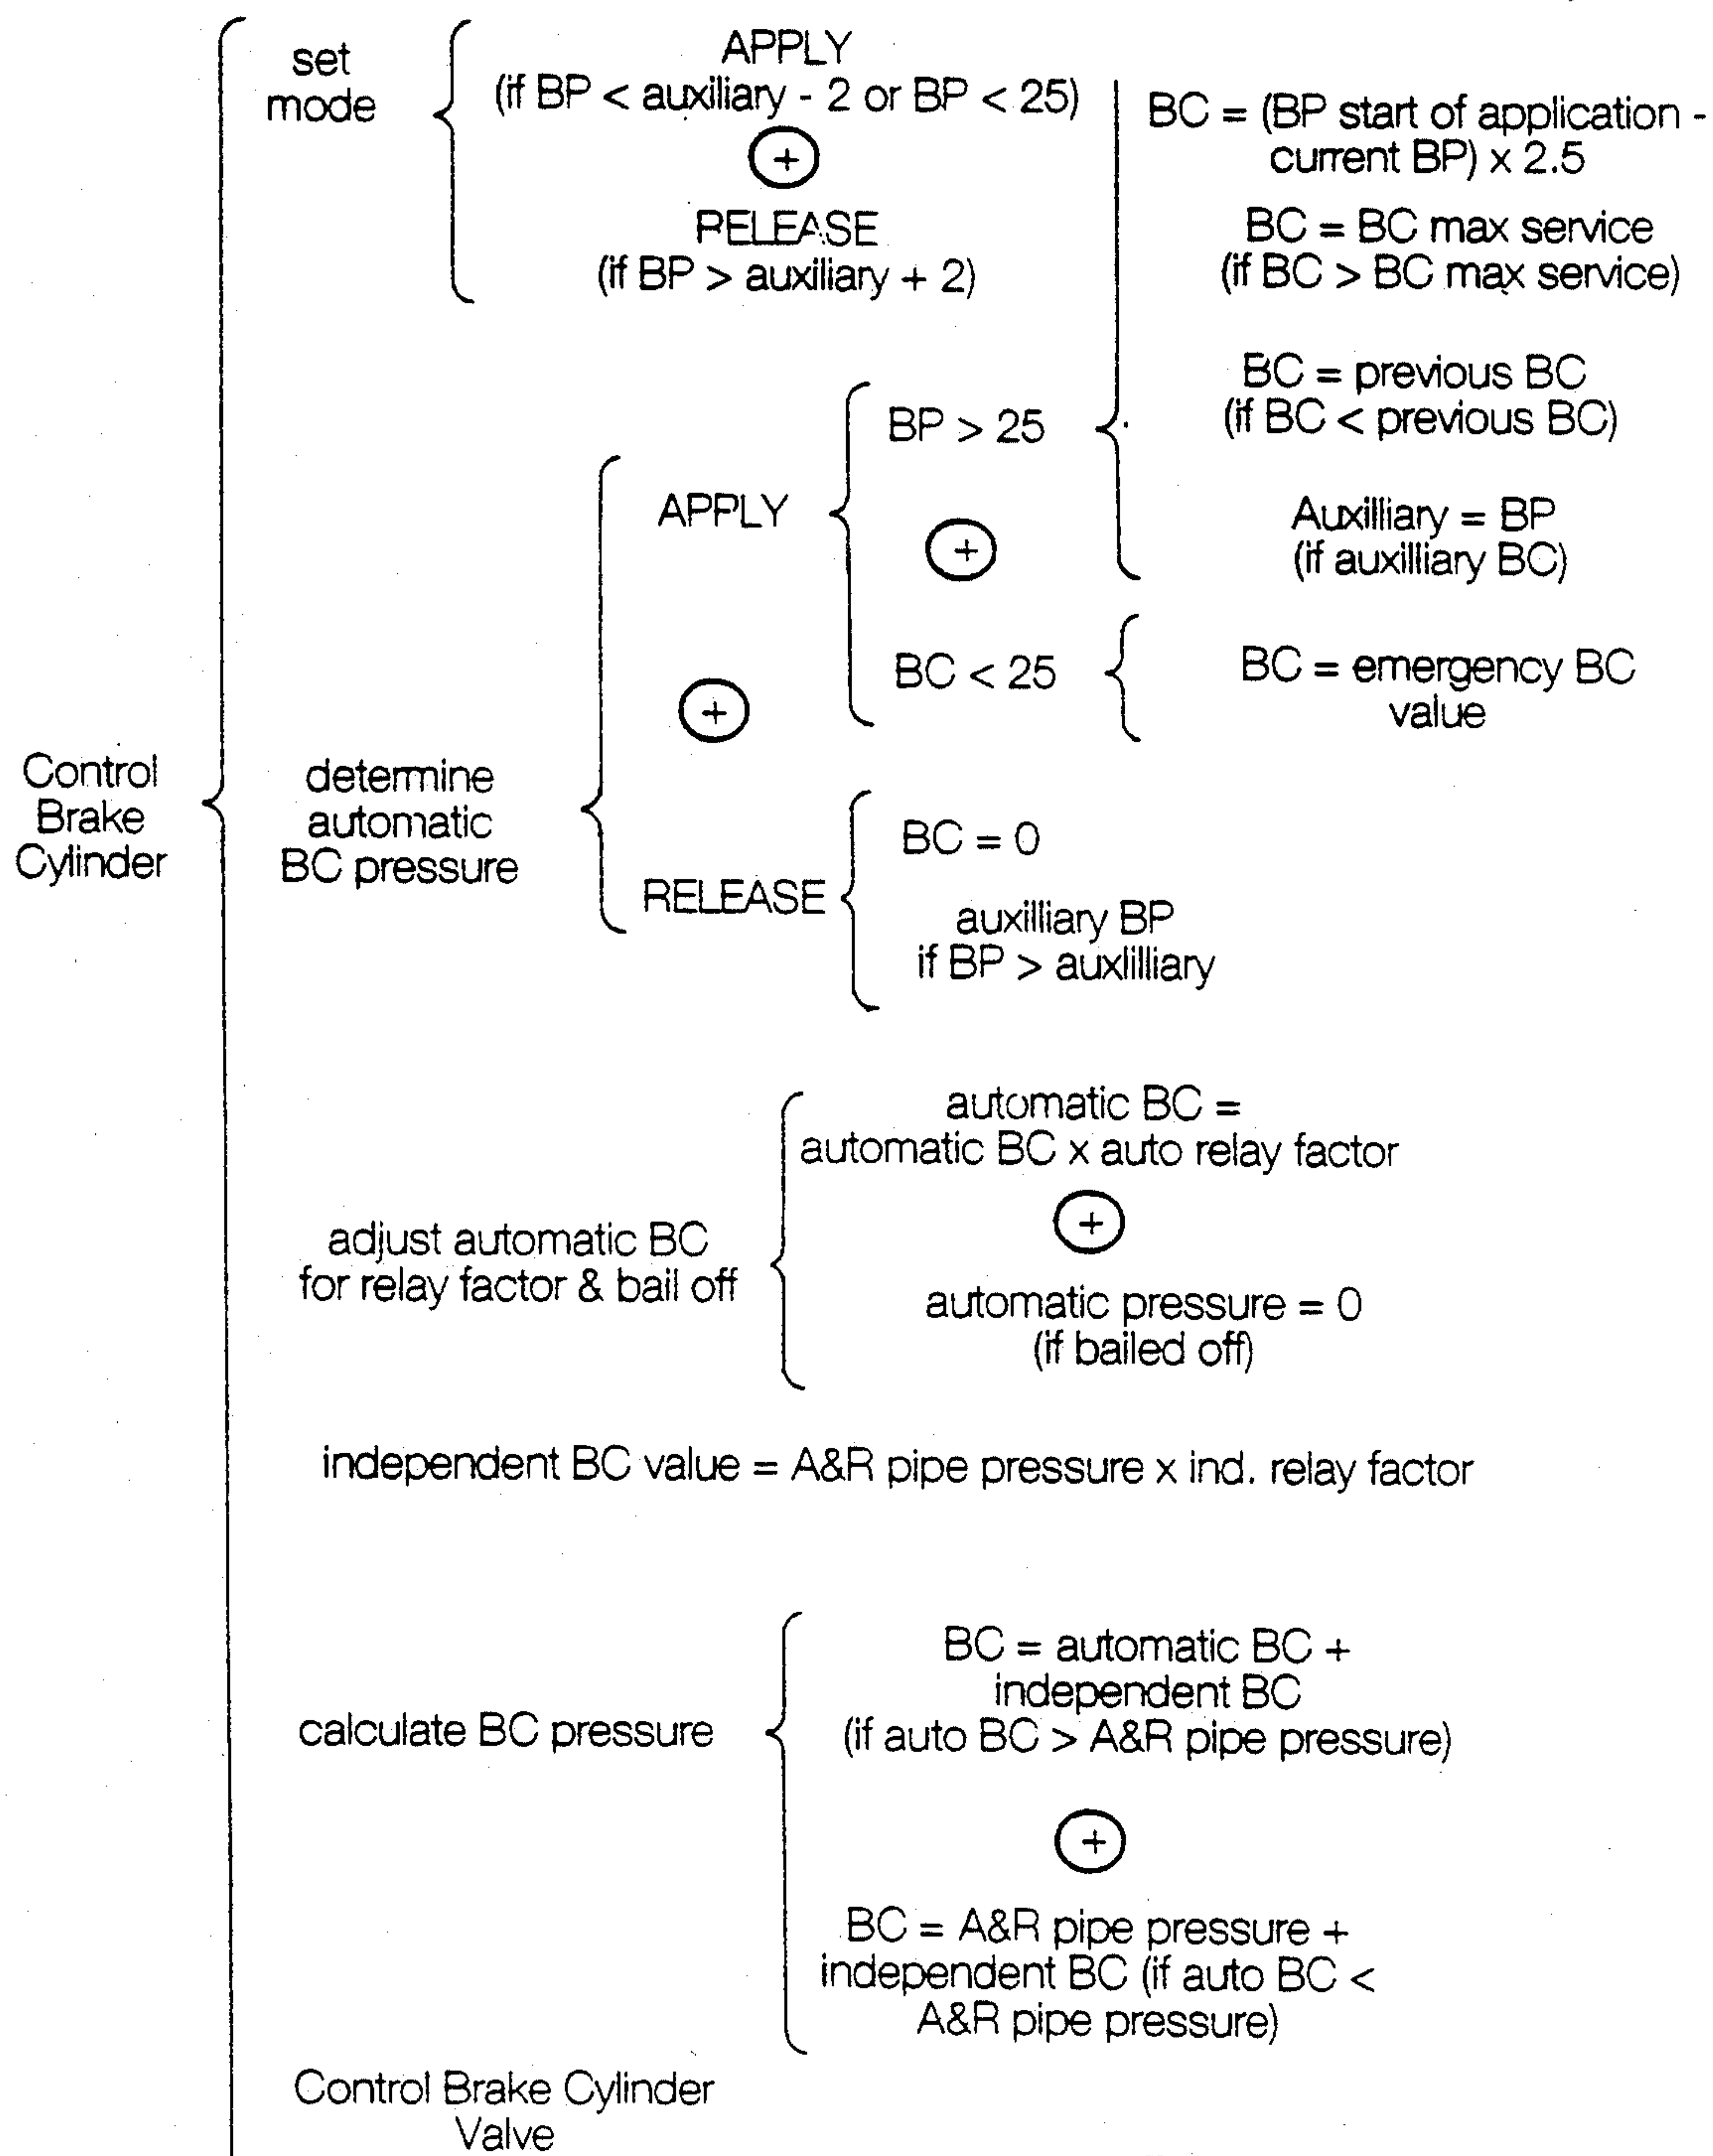 Control
Brake
Cylinder
set
mode
APPLY
(if BP < auxiliary - 2 or BP < 25)
+
RELEASE
(if BP > auxiliary + 2)
determine
automatic
BC pressure
APPLY
BP > 25
BC = (BP start of application -
current BP) x 2.5
BC = BC max service
(if BC > BC max service)
BC = previous BC
(if BC < previous BC)
Auxilliary = BP
(if auxilliary BC)
+
BC < 25
BC = emergency BC
value
+
RELEASE
BC = 0
auxilliary BP
if BP > auxlilliary
adjust automatic BC
for relay factor & bail off
automatic BC =
automatic BC x auto relay factor
+
automatic pressure = 0
(if bailed off)
independent BC value = A&R pipe pressure x ind. relay factor
calculate BC pressure
BC = automatic BC +
independent BC
(if auto BC > A&R pipe pressure)
+
BC = A&R pipe pressure +
independent BC (if auto BC <
A&R pipe pressure)
Control Brake Cylinder
Valve